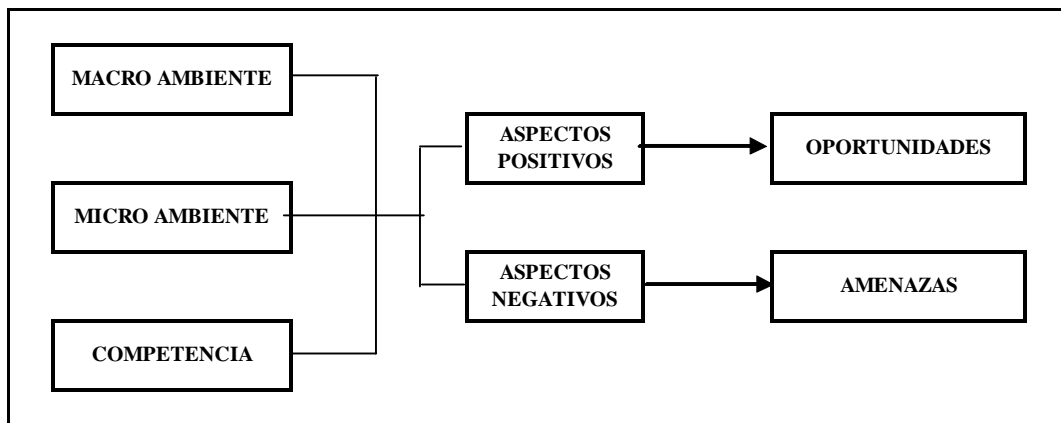 MACRO AMBIENTE
MICRO AMBIENTE
COMPETENCIA
ASPECTOS
POSITIVOS
OPORTUNIDADES
ASPECTOS
NEGATIVOS
AMENAZAS